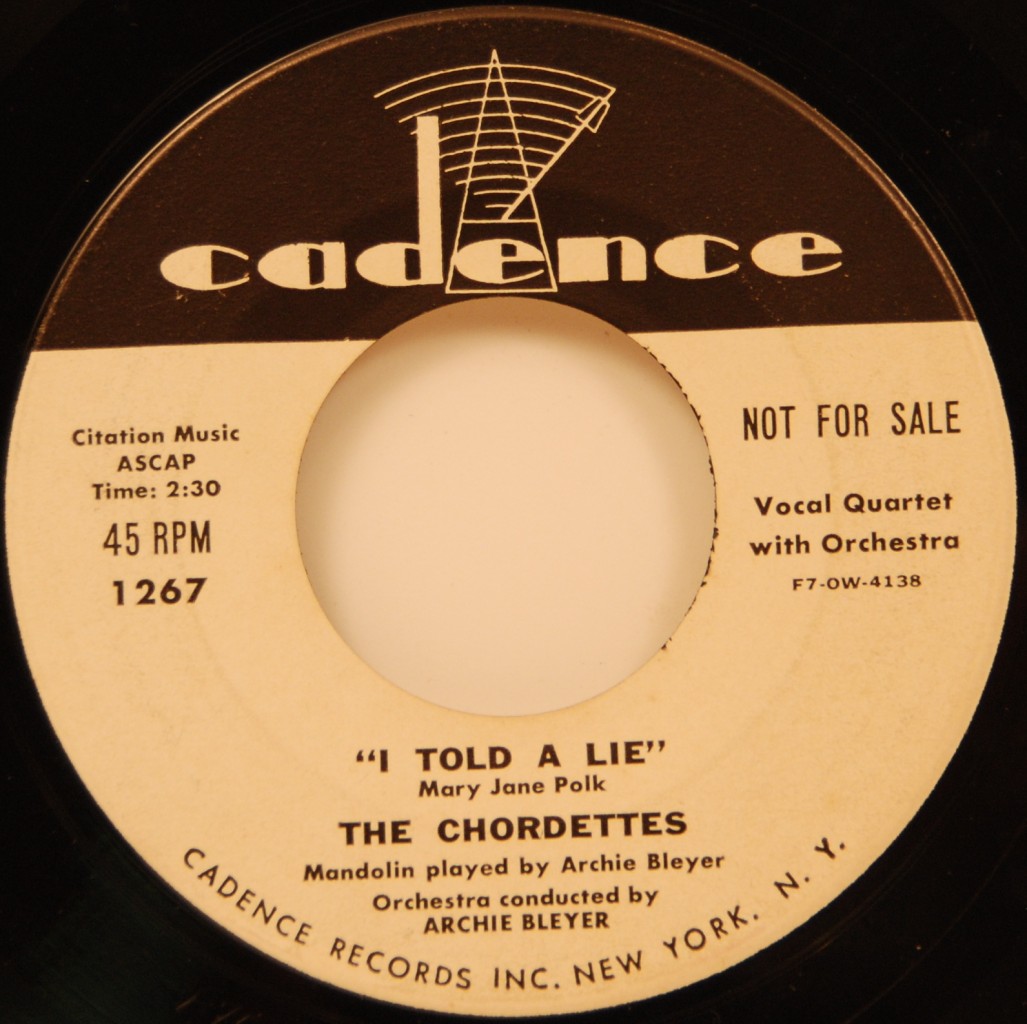 cadence
Citation Music
ASCAP
Time: 2:30
45 RPM
1267
NOT FOR SALE
Vocal Quartet
with Orchestra
F7-OW-4138
“I TOLD A LIE”
Mary Jane Polk
THE CHORDETTES
Mandolin played by Archie Bleyer
Orchestra conducted by
ARCHIE BLEYER
CADENCE RECORDS INC. NEW YORK. N. Y.